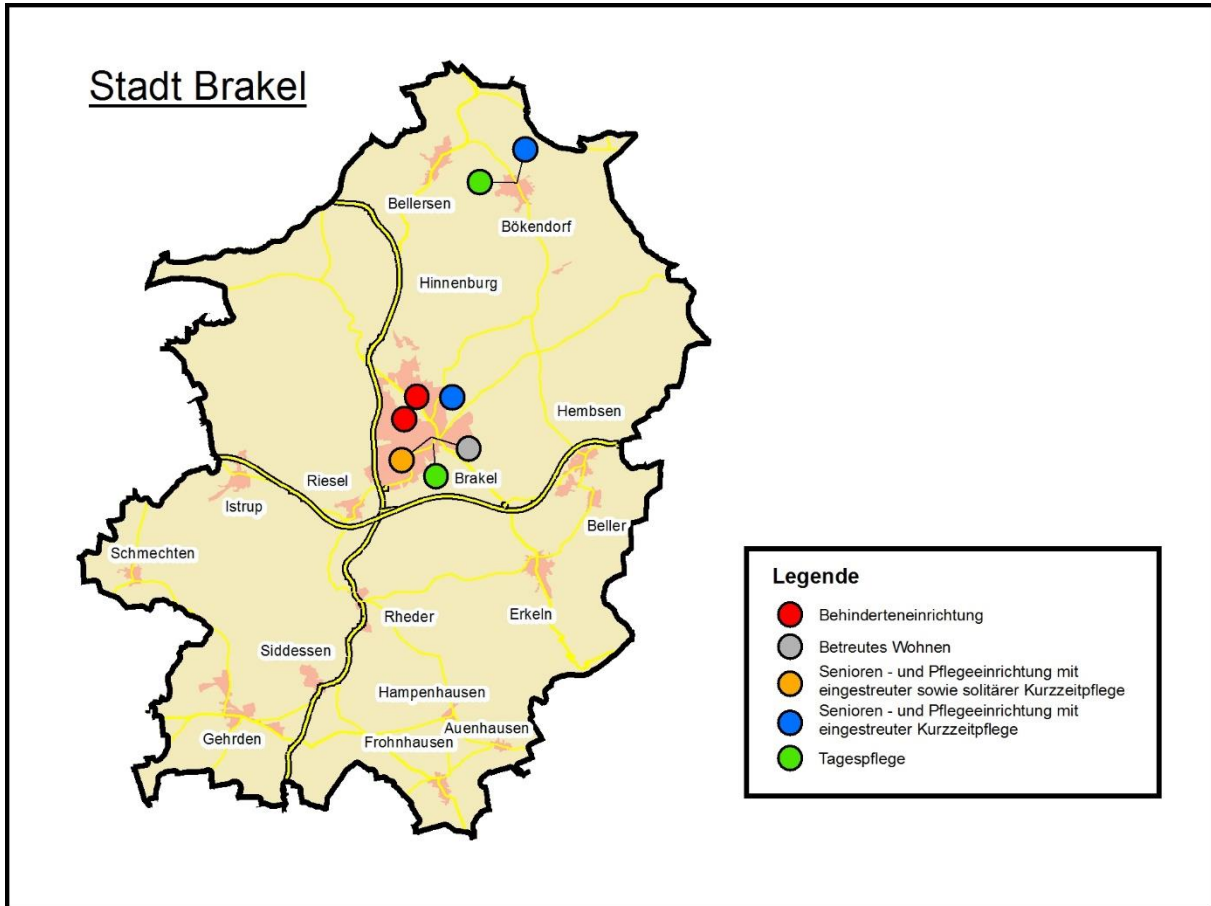 Stadt Brakel
Bellersen
Bökendorf
Hinnenburg
Hembsen
Riesel
Brakel
Istrup
Beller
Schmechten
Rheder
Erkeln
Siddessen
Hampenhausen
Auenhausen
Gehrden
Frohnhausen
Legende
Behinderteneinrichtung
Betreutes Wohnen
Senioren - und Pflegeeinrichtung mit
eingestreuter sowie solitärer Kurzzeitpflege
Senioren - und Pflegeeinrichtung mit
eingestreuter Kurzzeitpflege
Tagespflege